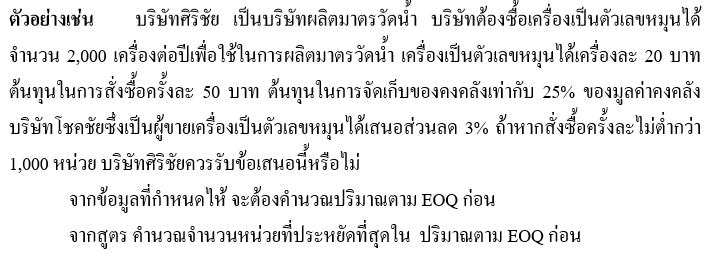 ตัวอย่างเช่น บริษัทศิริชัย เป็นบริษัทผลิตมาตรวัดน้ำ บริษัทต้องซื้อเครื่องเป็นตัวเลขหมุนได้
จำนวน 2,000 เครื่องต่อปีเพื่อใช้ในการผลิตมาตรวัดน้ำ เครื่องเป็นตัวเลขหมุนได้เครื่องละ 20 บาท
ต้นทุนในการสั่งซื้อครั้งละ 50 บาท ต้นทุนในการจัดเก็บของคงคลังเท่ากับ 25% ของมูลค่าคงคลัง
บริษัทโชคชัยซึ่งเป็นผู้ขายเครื่องเป็นตัวเลขหมุนได้เสนอส่วนลด 3% ถ้าหากสั่งซื้อครั้งละไม่ต่ำกว่า
1,000 หน่วย บริษัทศิริชัยควรรับข้อเสนอนี้หรือไม่
จากข้อมูลที่กำหนดไห้ จะต้องคำนวณปริมาณตาม EOQ ก่อน
จากสูตร คำนวณจำนวนหน่วยที่ประหยัดที่สุดใน ปริมาณตาม EOQ ก่อน